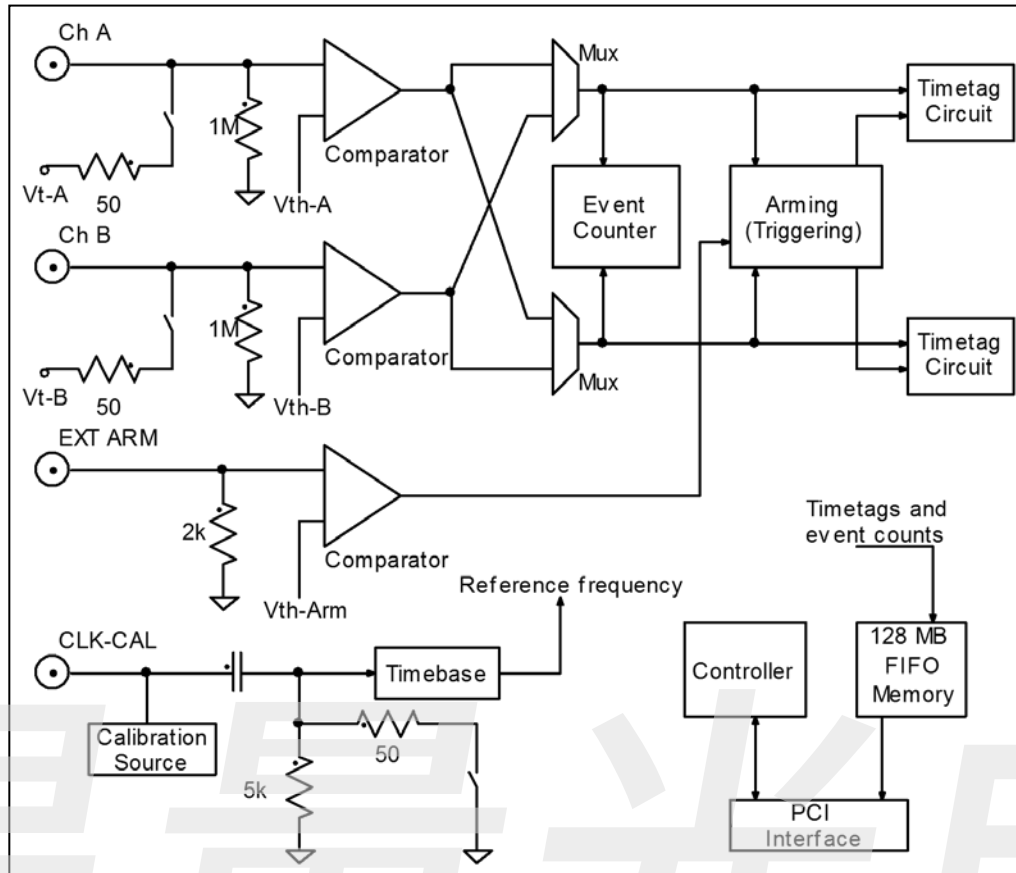 Ch A
Mux
Timetag
Circuit
1M
Comparator
Vt-A
50
Vth-A
Event
Counter
Arming
(Triggering)
Ch B
1M
Comparator
Mux
Timetag
Circuit
Vt-B
50
Vth-B
EXT ARM
2k
Comparator
Timetags and
event counts
Vth-Arm
Reference frequency
CLK-CAL
Timebase
Controller
128 MB
FIFO
Memory
Calibration
Source
50
5k
PCI
Interface